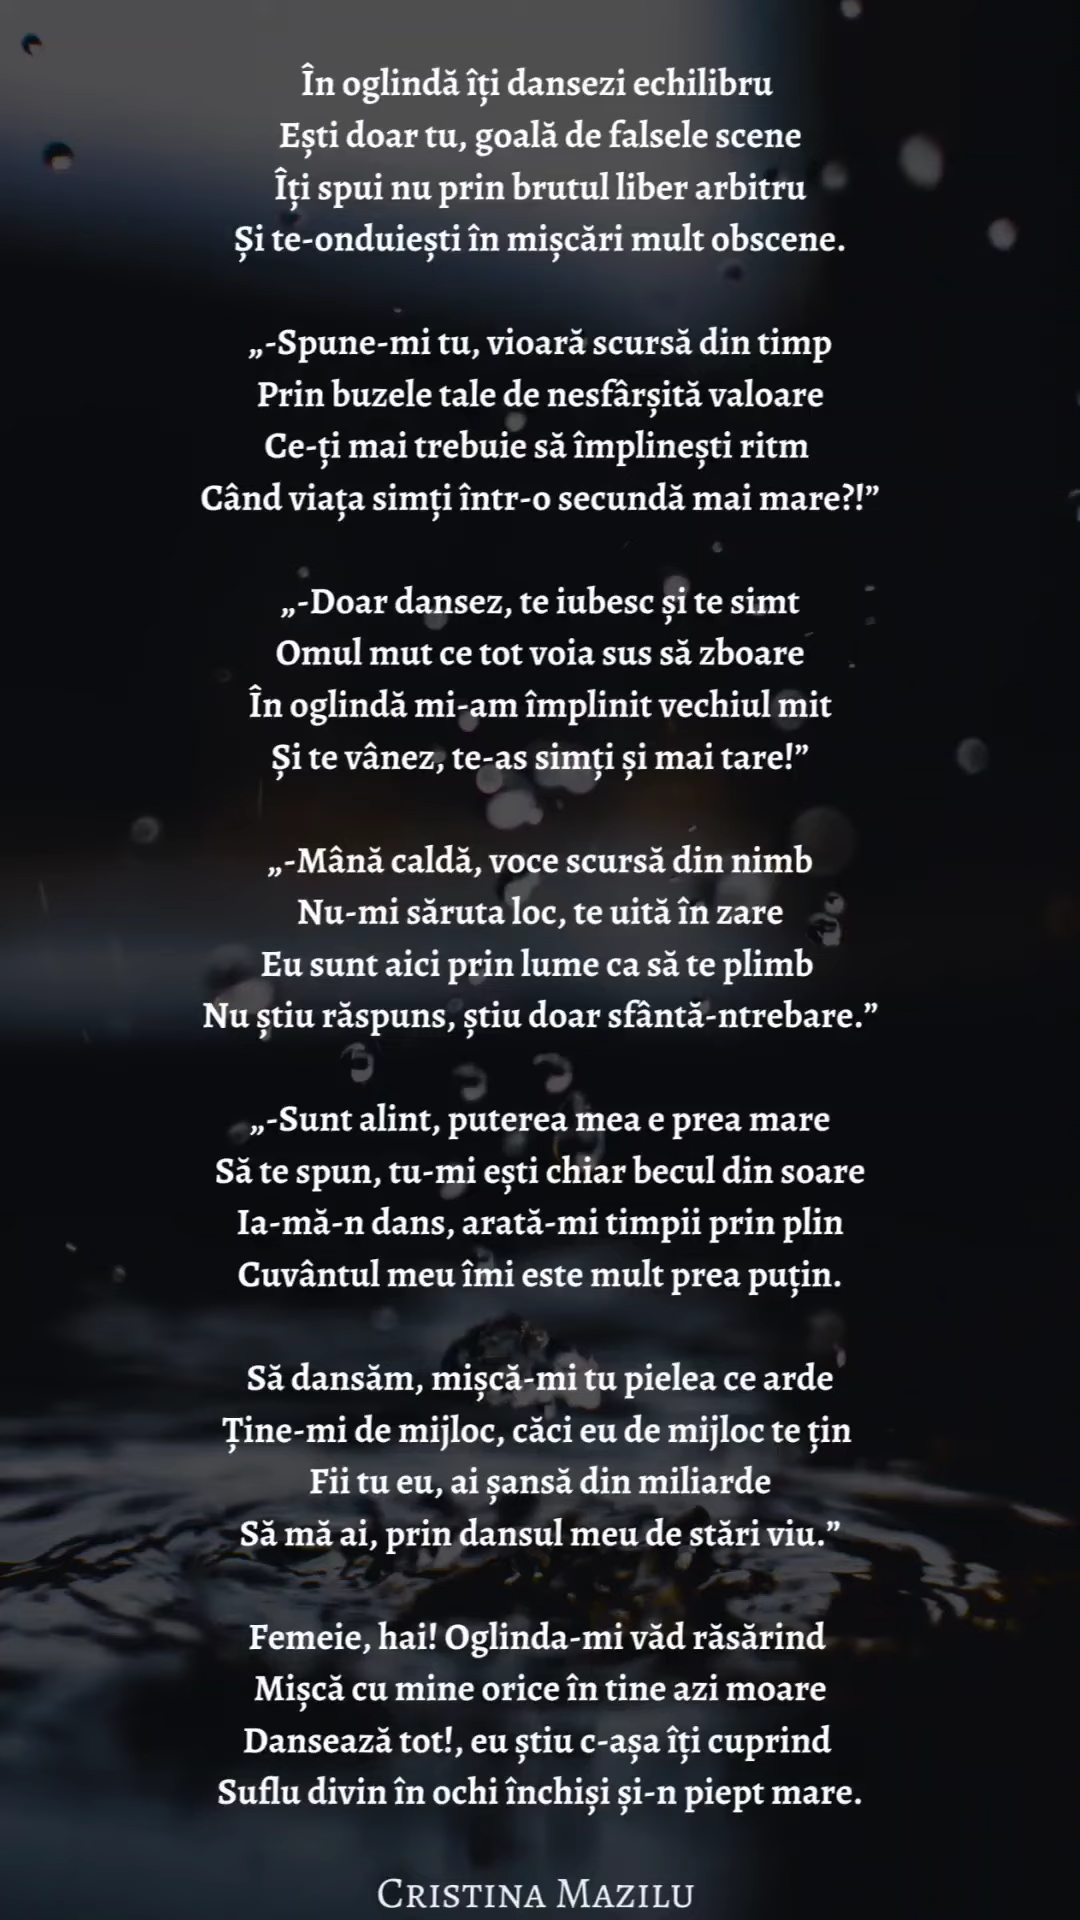 În oglindă îți dansezi echilibru
Ești doar tu, goală de falsele scene
Îți spui nu prin brutul liber arbitru
Și te-onduiești în mișcări mult obscene.
„-Spune-mi tu, vioară scursă din timp
Prin buzele tale de nesfârșită valoare
Ce-ți mai trebuie să împlinești ritm
Când viața simți într-o secundă mai mare?!”
„-Doar dansez, te iubesc și te simt
Omul mut ce tot voia sus să zboare
În oglindă mi-am împlinit vechiul mit
Și te vânez, te-as simți și mai tare!”
„-Mână caldă, voce scursă din nimb
Nu-mi săruta loc, te uită în zare
Eu sunt aici prin lume ca să te plimb
Nu știu răspuns, știu doar sfântă-ntrebare.”
„-Sunt alint, puterea mea e prea mare
Să te spun, tu-mi ești chiar becul din soare
Ia-mă-n dans, arată-mi timpii prin plin
Cuvântul meu îmi este mult prea puțin.
Să dansăm, mișcă-mi tu pielea ce arde
Ține-mi de mijloc, căci eu de mijloc te țin
Fii tu eu, ai șansă din miliarde
Să mă ai, prin dansul meu de stări viu.”
Femeie, hai! Oglinda-mi văd răsărind
Mișcă cu mine orice în tine azi moare
Dansează tot!, eu știu c-așa îți cuprind
Suflu divin în ochi închiși și-n piept mare.
Cristina Mazilu